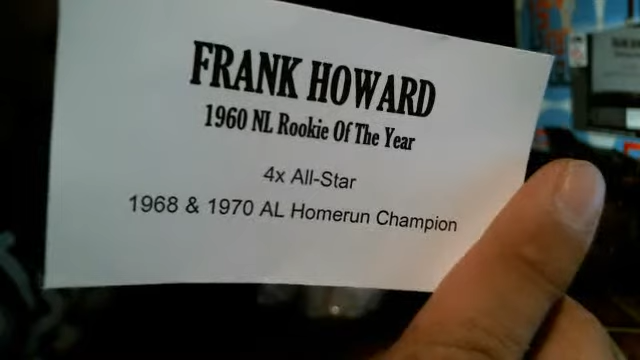 FRANK HOWARD
1960 NL Rookie Of The Year
4x All-Star
1968 & 1970 AL Homerun Champion